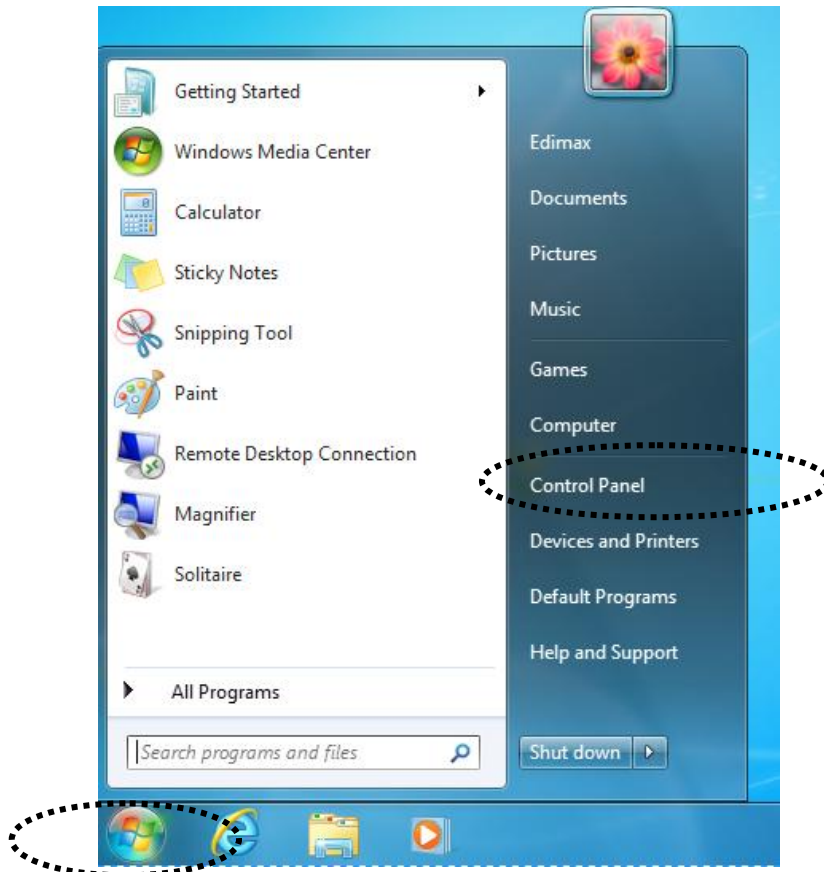 Getting Started
Windows Media Center
Calculator
Sticky Notes
Snipping Tool
Paint
Remote Desktop Connection
Magnifier
Solitaire
All Programs
Search programs and files
Edimax
Documents
Pictures
Music
Games
Computer
Control Panel
Devices and Printers
Default Programs
Help and Support
Shut down